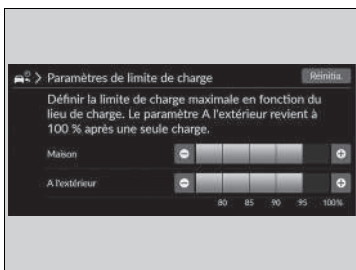 Paramètres de limite de charge
Réinitia.
Définir la limite de charge maximale en fonction du
lieu de charge. Le paramètre A l'extérieur revient à
100 % après une seule charge.
Maison
A l'extérieur
80 85 90 95 100%